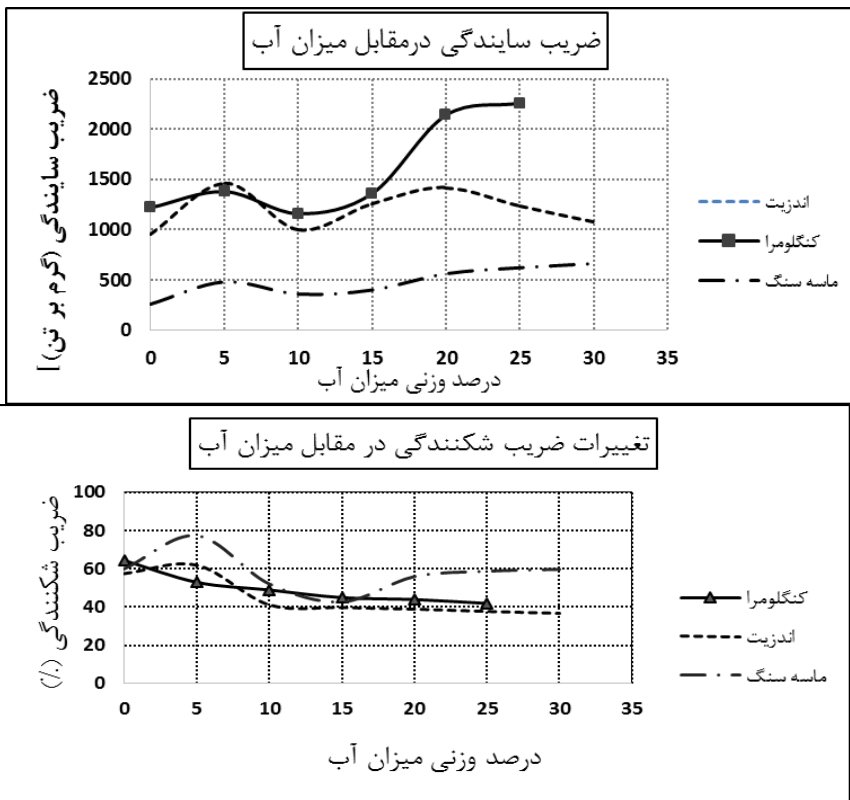 ضریب سایندگی درمقابل میزان آب
ضریب سایندگی (گرم بر تن)]
2500
2000
1500
1000
500
0
0 5 10 15 20 25 30 35
درصد وزنی میزان آب
اندزیت
کنگلومرا
ماسه سنگ
تغییرات ضریب شکنندگی در مقابل میزان آب
ضریب شکنندگی (%)
100
80
60
40
20
0
0 5 10 15 20 25 30 35
درصد وزنی میزان آب
کنگلومرا
اندزیت
ماسه سنگ